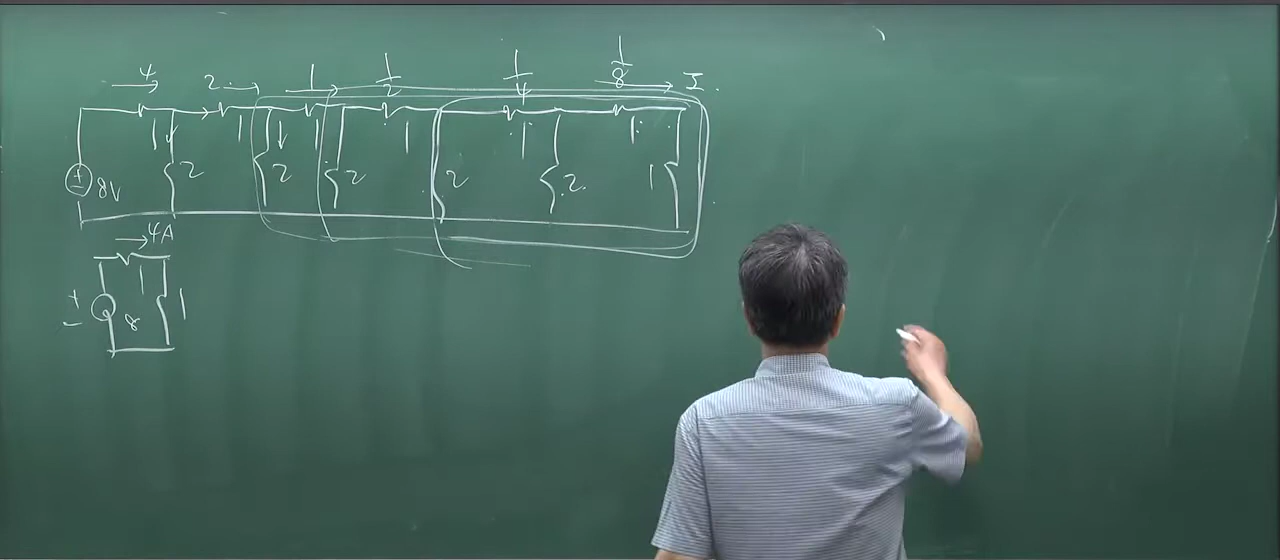 4 2 1 1/2 1/4 1/8 I.
1 1 1 1 1 1
8V 2 2 2 2 2 1
4A
+ 1
- 8 1